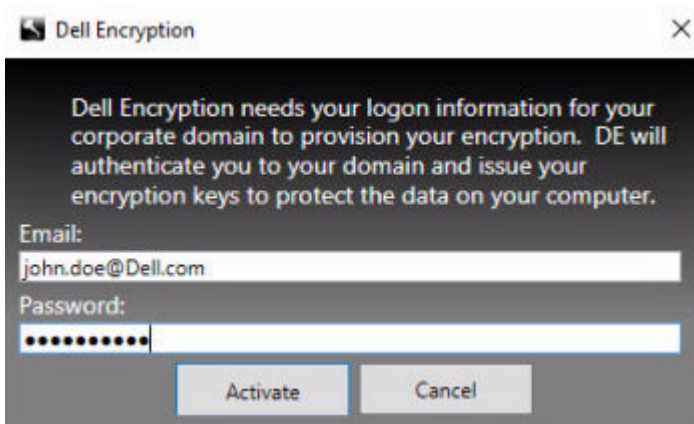 Dell Encryption
Dell Encryption needs your logon information for your
corporate domain to provision your encryption.  DE will
authenticate you to your domain and issue your
encryption keys to protect the data on your computer.
Email:
john.doe@Dell.com
Password:
●●●●●●●●●●
Activate Cancel